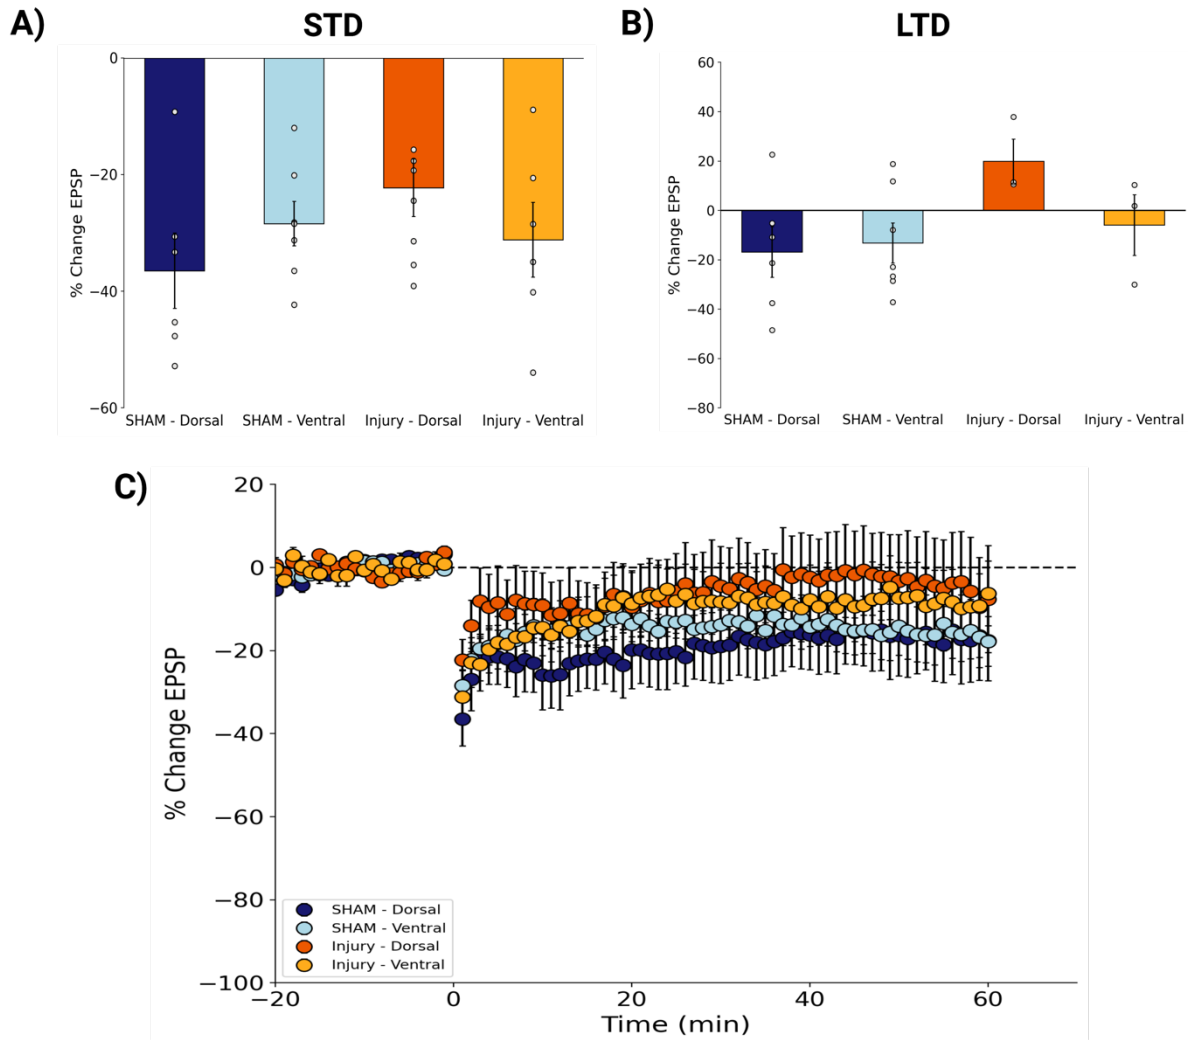 A)
STD
0
−20
−40
−60
% Change EPSP
SHAM - Dorsal
SHAM - Ventral
Injury - Dorsal
Injury - Ventral
B)
LTD
60
40
20
0
−20
−40
−60
−80
% Change EPSP
SHAM - Dorsal
SHAM - Ventral
Injury - Dorsal
Injury - Ventral
C)
20
0
−20
−40
−60
−80
−100
% Change EPSP
SHAM - Dorsal
SHAM - Ventral
Injury - Dorsal
Injury - Ventral
−20
0
20
40
60
Time (min)